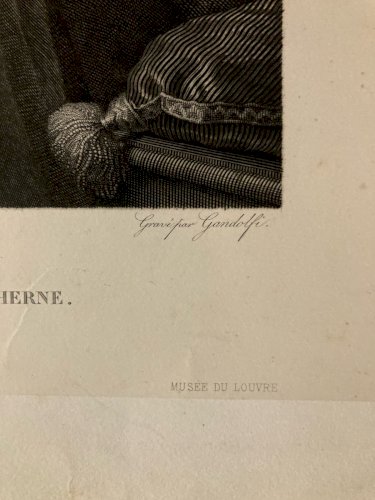 Gravé par Gandolfi.
HERNE.
MUSEE DU LOUVRE